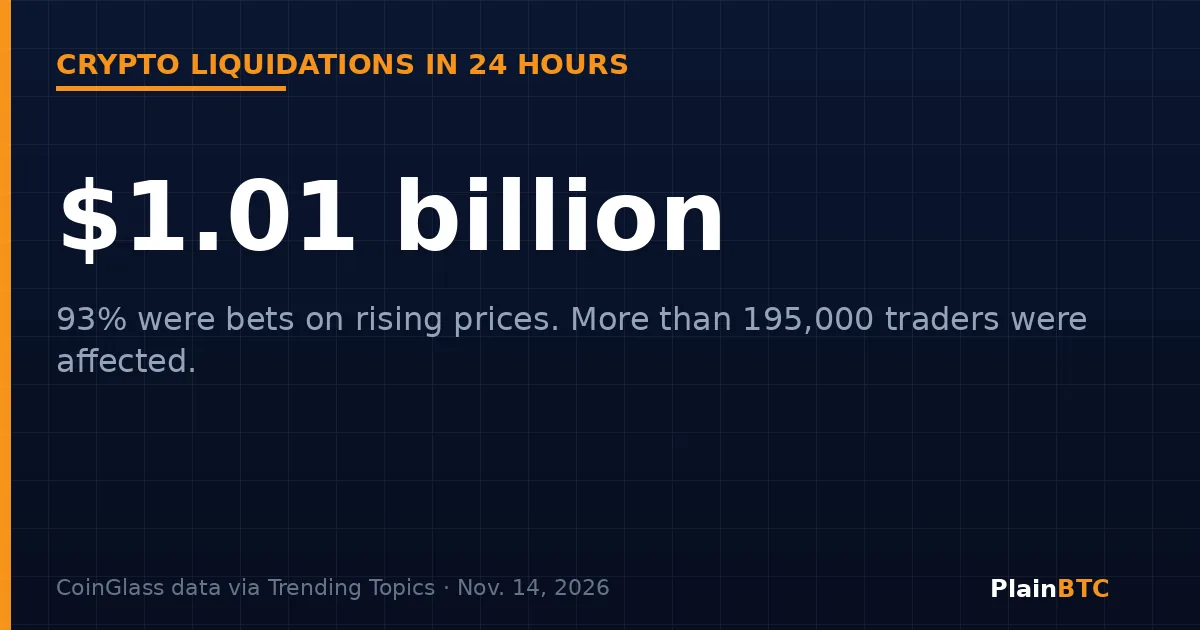 CRYPTO LIQUIDATIONS IN 24 HOURS
$1.01 billion
93% were bets on rising prices. More than 195,000 traders were
affected.
CoinGlass data via Trending Topics · Nov. 14, 2026
PlainBTC